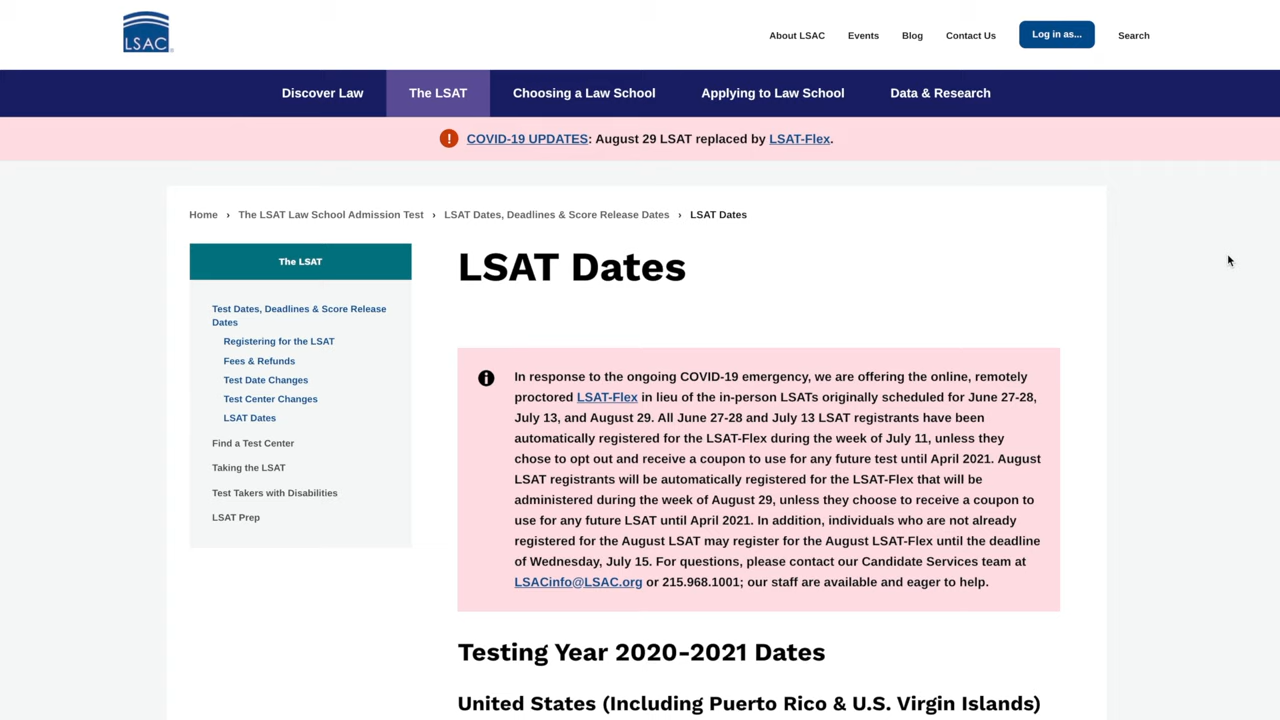 LSAC
About LSAC
Events
Blog
Contact Us
Log in as...
Search
Discover Law
The LSAT
Choosing a Law School
Applying to Law School
Data & Research
! COVID-19 UPDATES: August 29 LSAT replaced by LSAT-Flex.
Home › The LSAT Law School Admission Test › LSAT Dates, Deadlines & Score Release Dates › LSAT Dates
The LSAT
Test Dates, Deadlines & Score Release
Dates
Registering for the LSAT
Fees & Refunds
Test Date Changes
Test Center Changes
LSAT Dates
Find a Test Center
Taking the LSAT
Test Takers with Disabilities
LSAT Prep
LSAT Dates
In response to the ongoing COVID-19 emergency, we are offering the online, remotely
proctored LSAT-Flex in lieu of the in-person LSATs originally scheduled for June 27-28,
July 13, and August 29. All June 27-28 and July 13 LSAT registrants have been
automatically registered for the LSAT-Flex during the week of July 11, unless they
chose to opt out and receive a coupon to use for any future test until April 2021. August
LSAT registrants will be automatically registered for the LSAT-Flex that will be
administered during the week of August 29, unless they choose to receive a coupon to
use for any future LSAT until April 2021. In addition, individuals who are not already
registered for the August LSAT may register for the August LSAT-Flex until the deadline
of Wednesday, July 15. For questions, please contact our Candidate Services team at
LSACinfo@LSAC.org or 215.968.1001; our staff are available and eager to help.
Testing Year 2020-2021 Dates
United States (Including Puerto Rico & U.S. Virgin Islands)